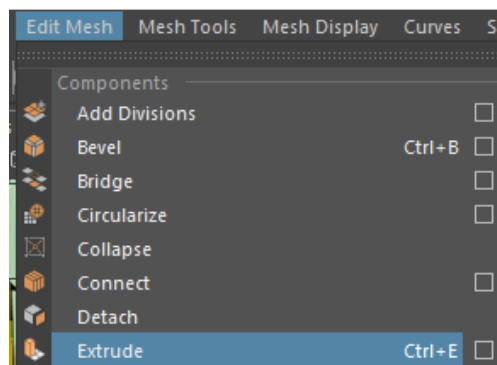 Edit Mesh Mesh Tools Mesh Display Curves S
Components
Add Divisions
Bevel Ctrl+B
Bridge
Circularize
Collapse
Connect
Detach
Extrude Ctrl+E